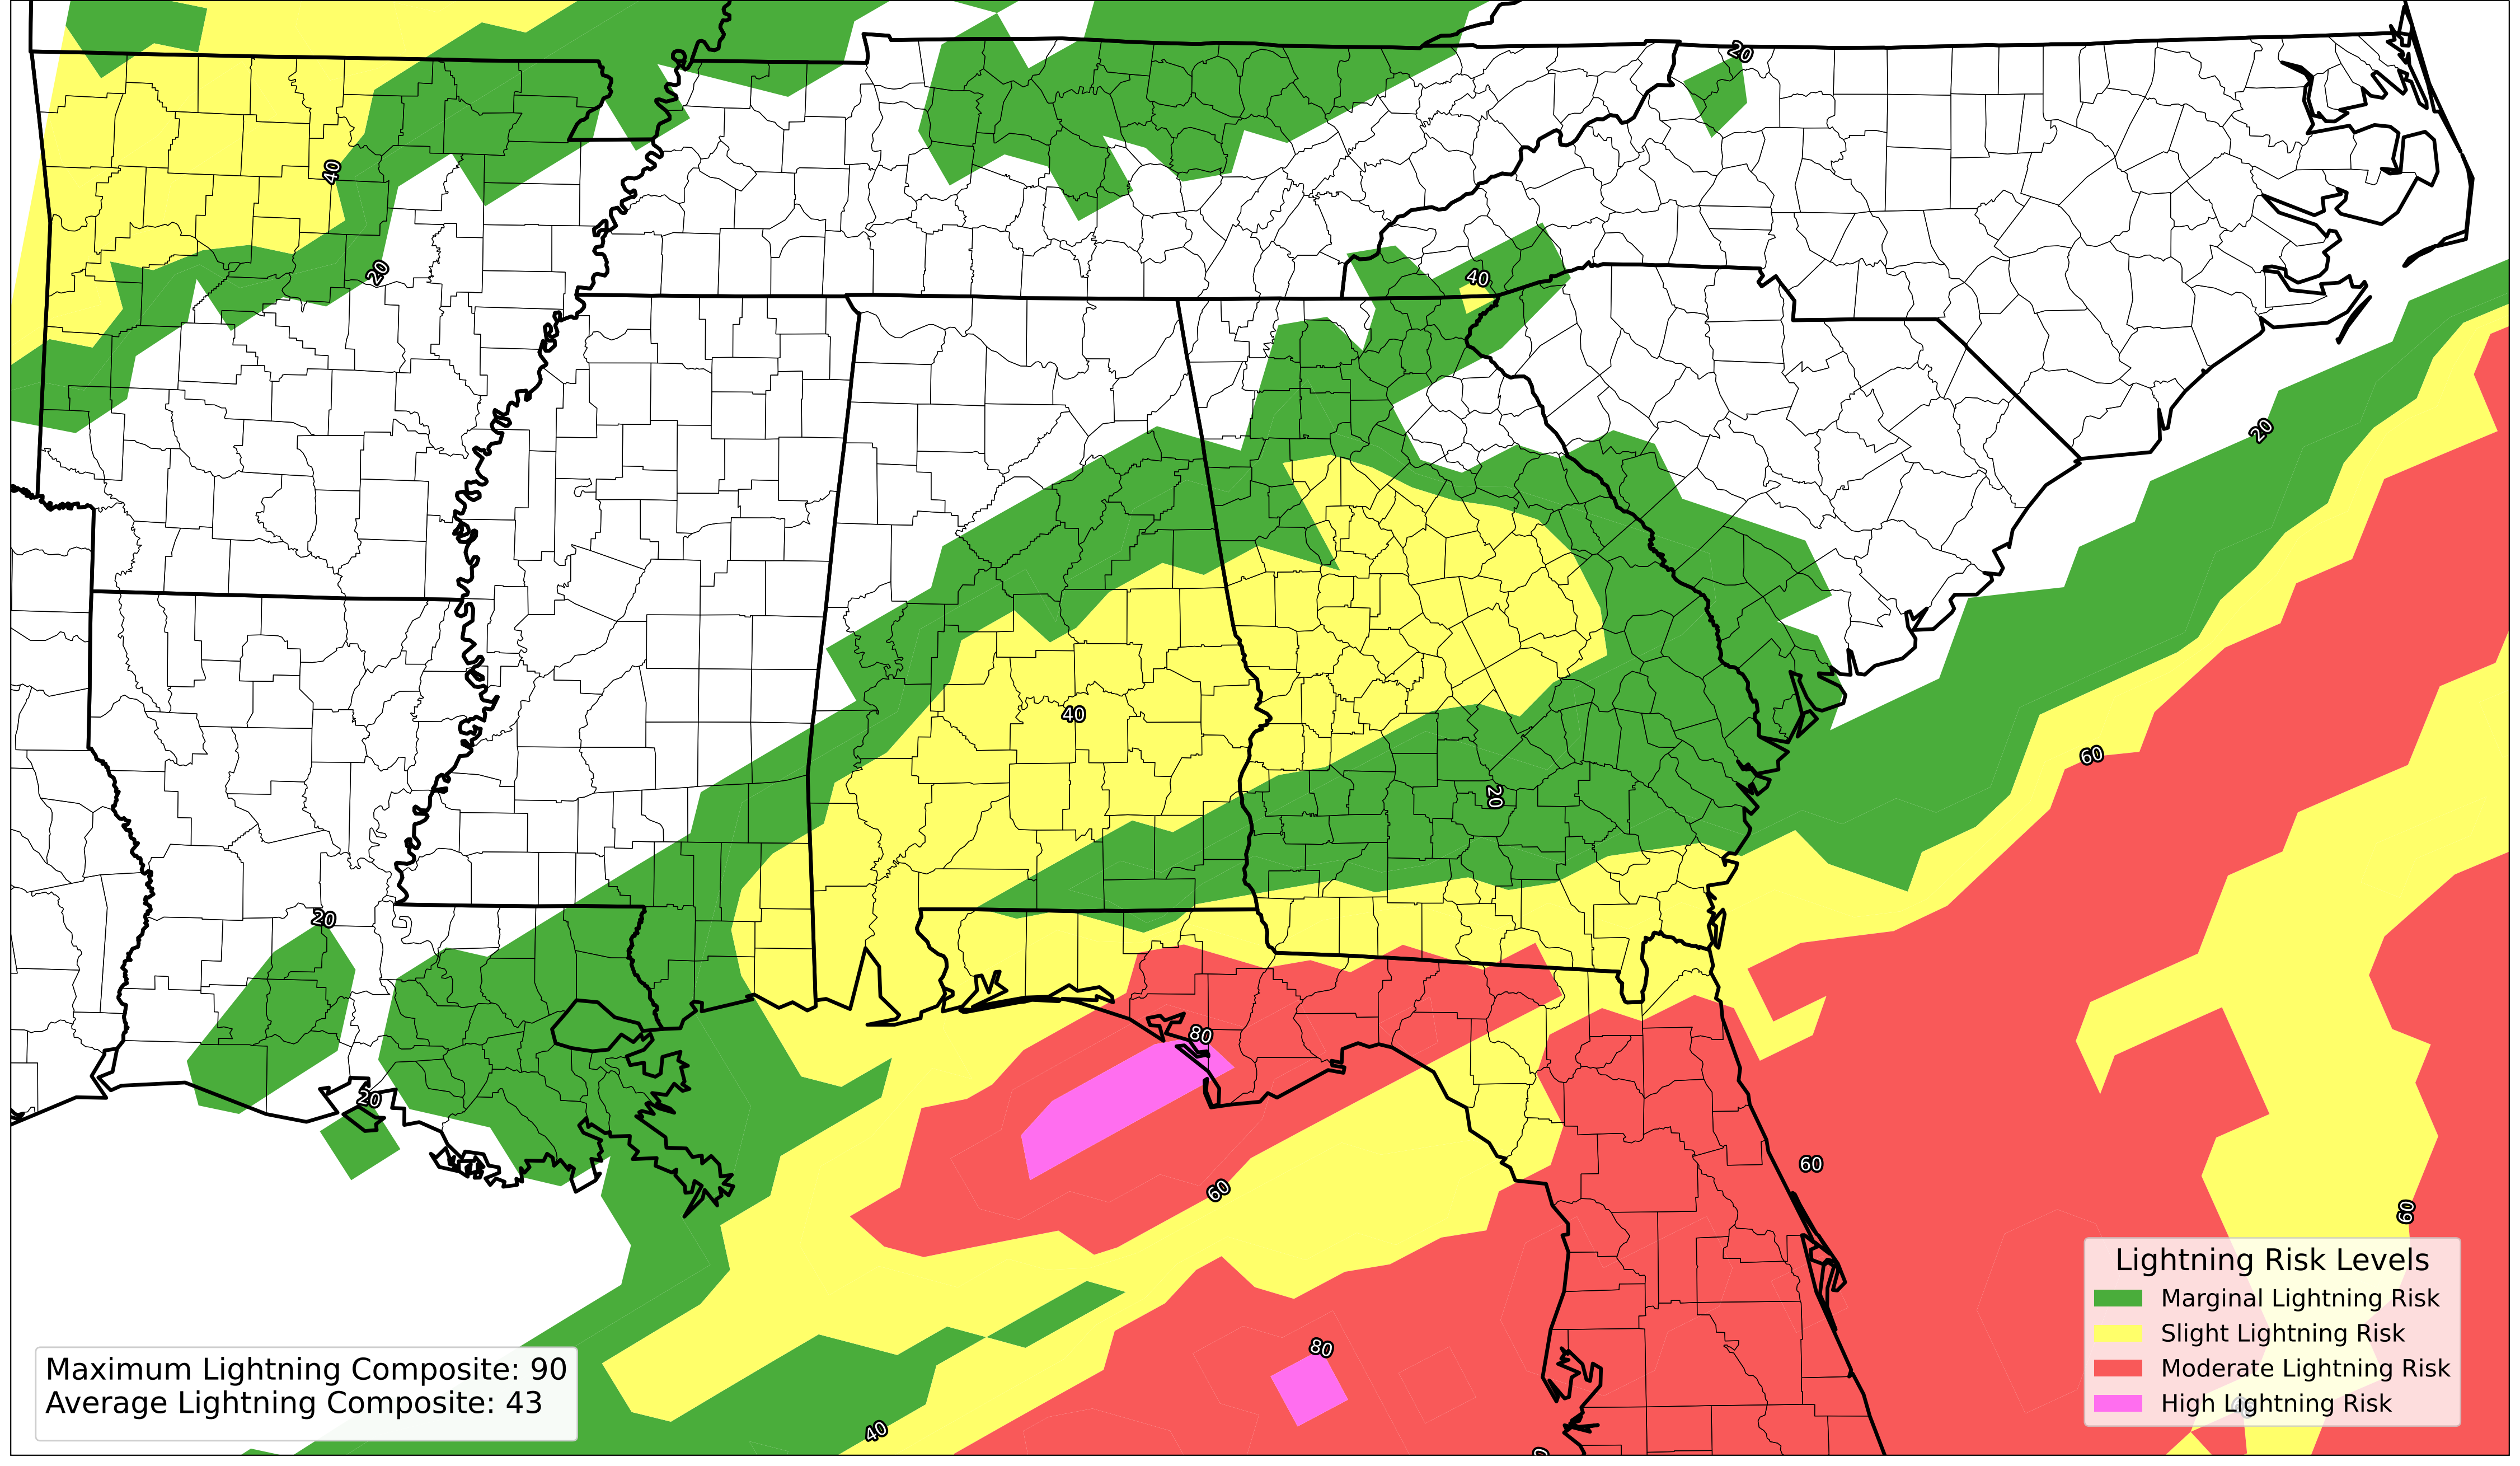 20
40
20
40
20
40
60
20
20
80
20
60
60
60
80
40
Lightning Risk Levels
Marginal Lightning Risk
Slight Lightning Risk
Moderate Lightning Risk
High Lightning Risk
Maximum Lightning Composite: 90
Average Lightning Composite: 43